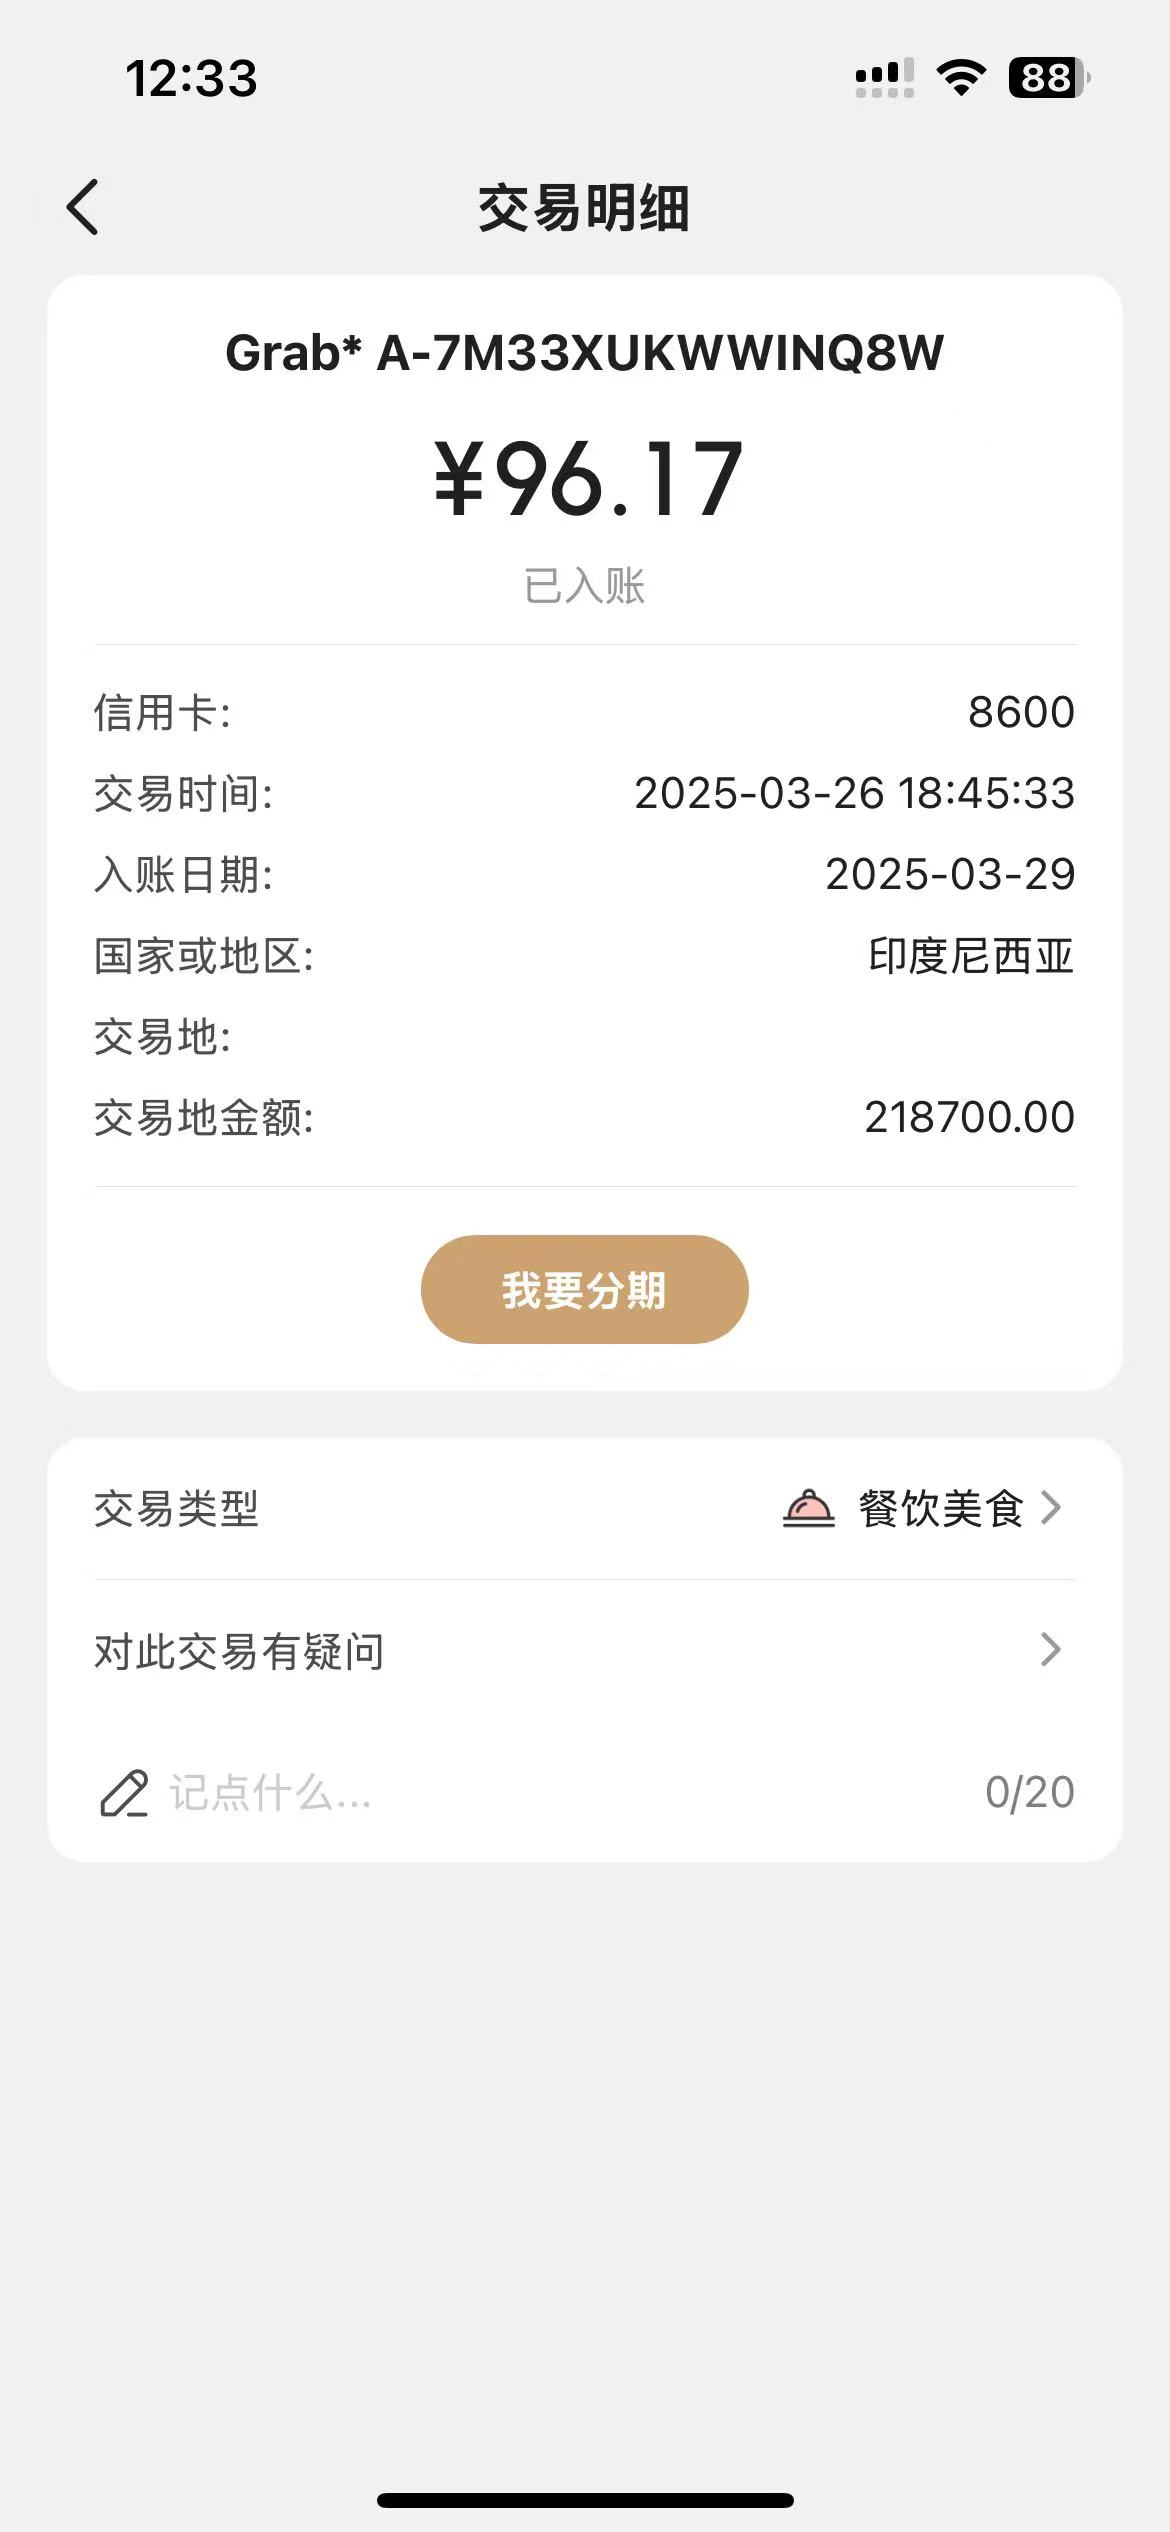 12:33
88
交易明细
Grab* A-7M33XUKWWINQ8W
¥96.17
已入账
信用卡: 8600
交易时间: 2025-03-26 18:45:33
入账日期: 2025-03-29
国家或地区: 印度尼西亚
交易地:
交易地金额: 218700.00
我要分期
交易类型 餐饮美食
对此交易有疑问
记点什么... 0/20